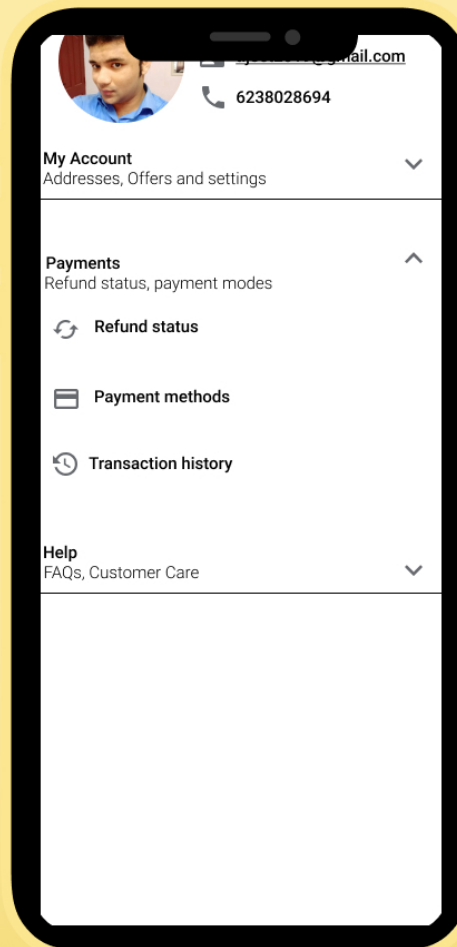 6238028694
My Account
Addresses, Offers and settings
Payments
Refund status, payment modes
Refund status
Payment methods
Transaction history
Help
FAQs, Customer Care